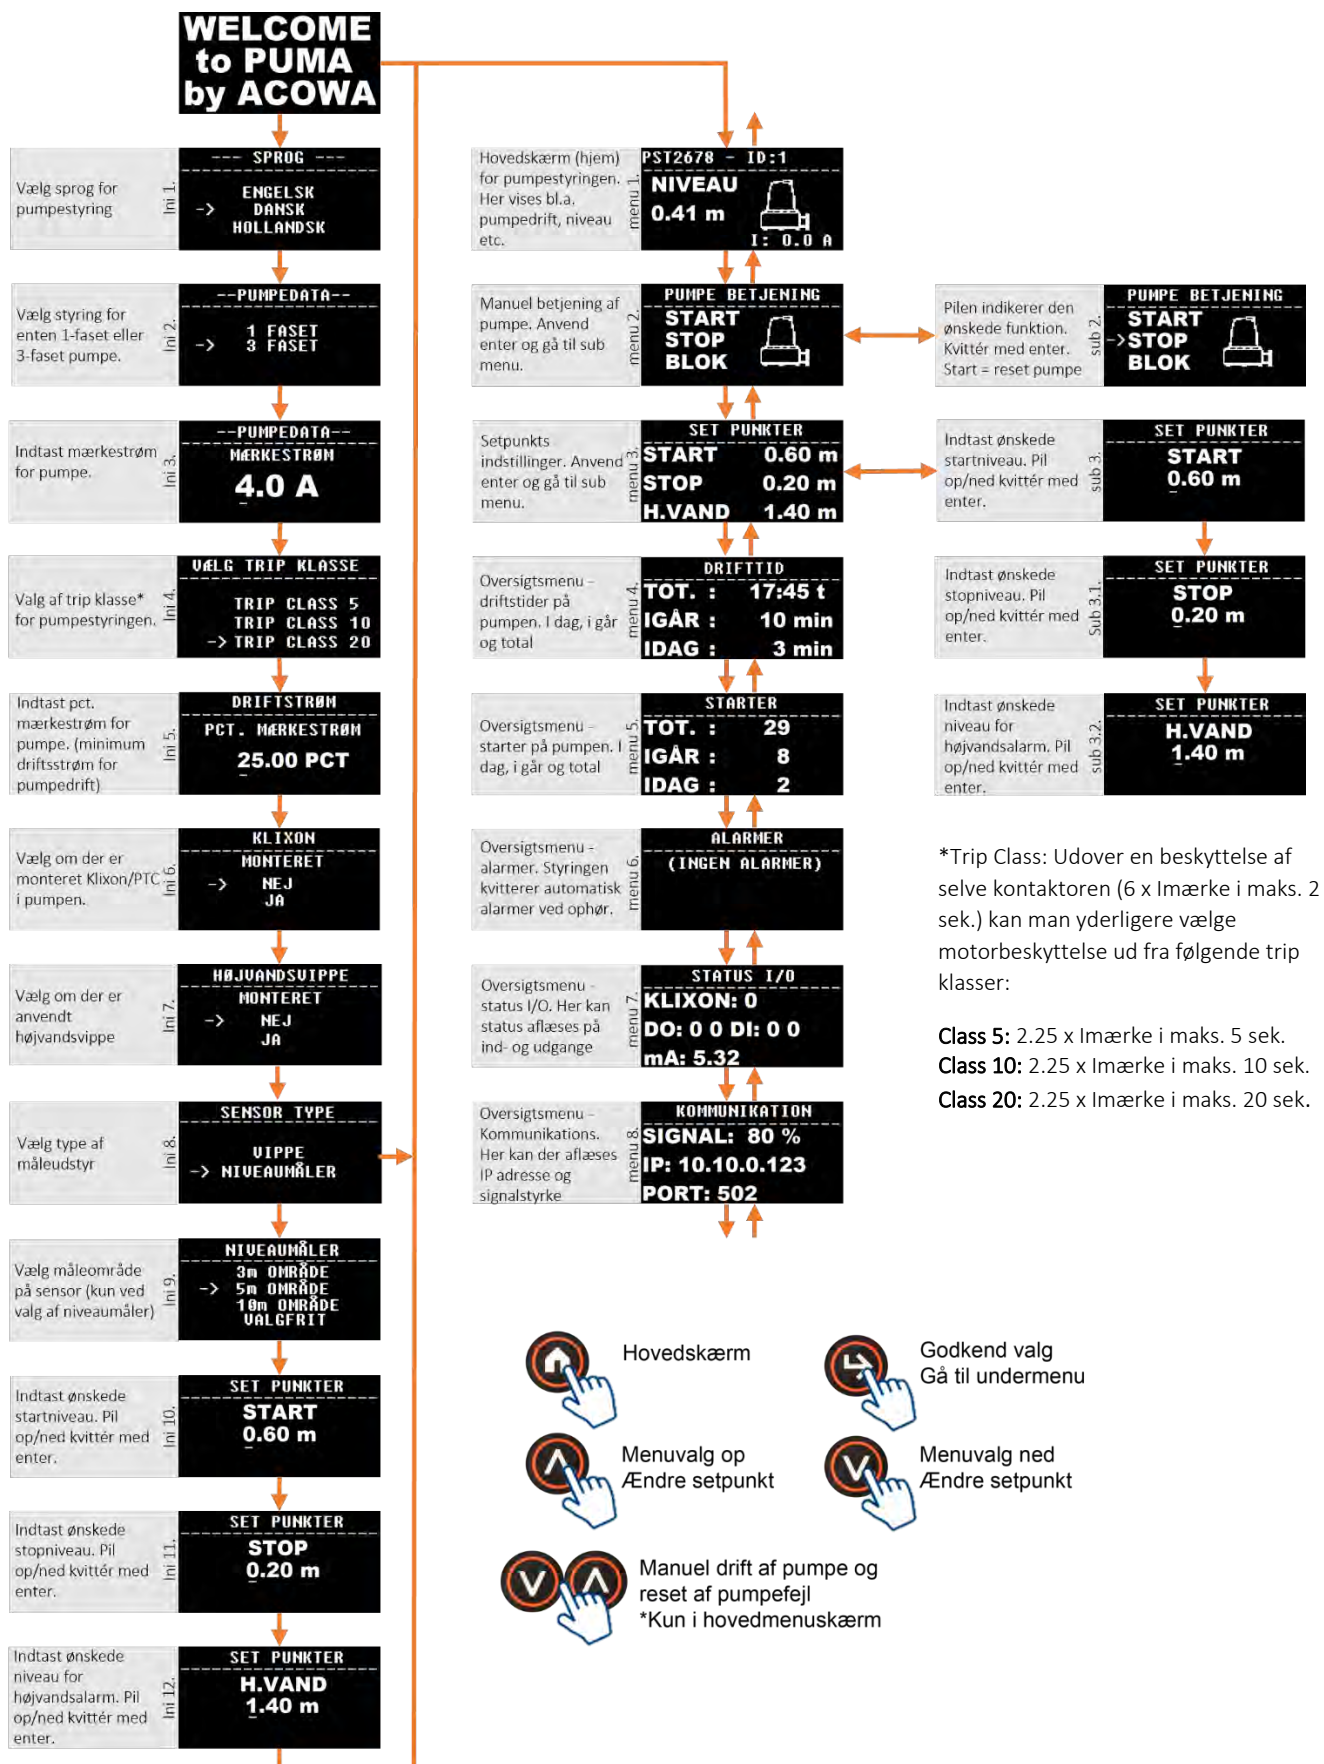 WELCOME
to PUMA
by ACOWA
Vælg sprog for
pumpestyring
Ini 1.
--- SPROG ---
ENGELSK
-> DANSK
HOLLANDSK
Vælg styring for
enten 1-faset eller
3-faset pumpe.
Ini 2.
--PUMPEDATA--
1 FASET
-> 3 FASET
Indtast mærkestrøm
for pumpe.
Ini 3.
--PUMPEDATA--
MÆRKESTRØM
4.0 A
Valg af trip klasse*
for pumpestyringen.
Ini 4.
VÆLG TRIP KLASSE
TRIP CLASS 5
TRIP CLASS 10
-> TRIP CLASS 20
Indtast pct.
mærkestrøm for
pumpe. (minimum
driftsstrøm for
pumpedrift)
Ini 5.
DRIFTSTRØM
PCT. MÆRKESTRØM
25.00 PCT
Vælg om der er
monteret Klixon/PTC
i pumpen.
Ini 6.
KLIXON
MONTERET
-> NEJ
JA
Vælg om der er
anvendt
højvandsvippe
Ini 7.
HØJVANDSVIPPE
MONTERET
-> NEJ
JA
Vælg type af
måleudstyr
Ini 8.
SENSOR TYPE
VIPPE
-> NIVEAUMÅLER
Vælg måleområde
på sensor (kun ved
valg af niveaumåler)
Ini 9.
NIVEAUMÅLER
3m OMRÅDE
-> 5m OMRÅDE
10m OMRÅDE
VALGFRIT
Indtast ønskede
startniveau. Pil
op/ned kvittér med
enter.
Ini 10.
SET PUNKTER
START
0.60 m
Indtast ønskede
stopniveau. Pil
op/ned kvittér med
enter.
Ini 11.
SET PUNKTER
STOP
0.20 m
Indtast ønskede
niveau for
højvandsalarm. Pil
op/ned kvittér med
enter.
Ini 12.
SET PUNKTER
H.VAND
1.40 m
Hovedskærm (hjem)
for pumpestyringen.
Her vises bl.a.
pumpedrift, niveau
etc.
menu 1.
PST2678 - ID:1
NIVEAU
0.41 m
I: 0.0 A
Manuel betjening af
pumpe. Anvend
enter og gå til sub
menu.
menu 2.
PUMPE BETJENING
START
STOP
BLOK
Setpunkts
indstillinger. Anvend
enter og gå til sub
menu.
menu 3.
SET PUNKTER
START 0.60 m
STOP 0.20 m
H.VAND 1.40 m
Oversigtsmenu -
driftstider på
pumpen. I dag, i går
og total
menu 4.
DRIFTTID
TOT. : 17:45 t
IGÅR : 10 min
IDAG : 3 min
Oversigtsmenu -
starter på pumpen. I
dag, i går og total
menu 5.
STARTER
TOT. : 29
IGÅR : 8
IDAG : 2
Oversigtsmenu -
alarmer. Styringen
kvitterer automatisk
alarmer ved ophør.
menu 6.
ALARMER
(INGEN ALARMER)
Oversigtsmenu -
status I/O. Her kan
status aflæses på
ind- og udgange
menu 7.
STATUS I/O
KLIXON: 0
DO: 0 0 DI: 0 0
mA: 5.32
Oversigtsmenu -
Kommunikations.
Her kan der aflæses
IP adresse og
signalstyrke
menu 8.
KOMMUNIKATION
SIGNAL: 80 %
IP: 10.10.0.123
PORT: 502
Pilen indikerer den
ønskede funktion.
Kvittér med enter.
Start = reset pumpe
sub 2.
PUMPE BETJENING
START
->STOP
BLOK
Indtast ønskede
startniveau. Pil
op/ned kvittér med
enter.
sub 3.
SET PUNKTER
START
0.60 m
Indtast ønskede
stopniveau. Pil
op/ned kvittér med
enter.
Sub 3.1.
SET PUNKTER
STOP
0.20 m
Indtast ønskede
niveau for
højvandsalarm. Pil
op/ned kvittér med
enter.
sub 3.2.
SET PUNKTER
H.VAND
1.40 m
*Trip Class: Udover en beskyttelse af
selve kontaktoren (6 x Imærke i maks. 2
sek.) kan man yderligere vælge
motorbeskyttelse ud fra følgende trip
klasser:
Class 5: 2.25 x Imærke i maks. 5 sek.
Class 10: 2.25 x Imærke i maks. 10 sek.
Class 20: 2.25 x Imærke i maks. 20 sek.
Hovedskærm
Godkend valg
Gå til undermenu
Menuvalg op
Ændre setpunkt
Menuvalg ned
Ændre setpunkt
Manuel drift af pumpe og
reset af pumpefejl
*Kun i hovedmenuskærm